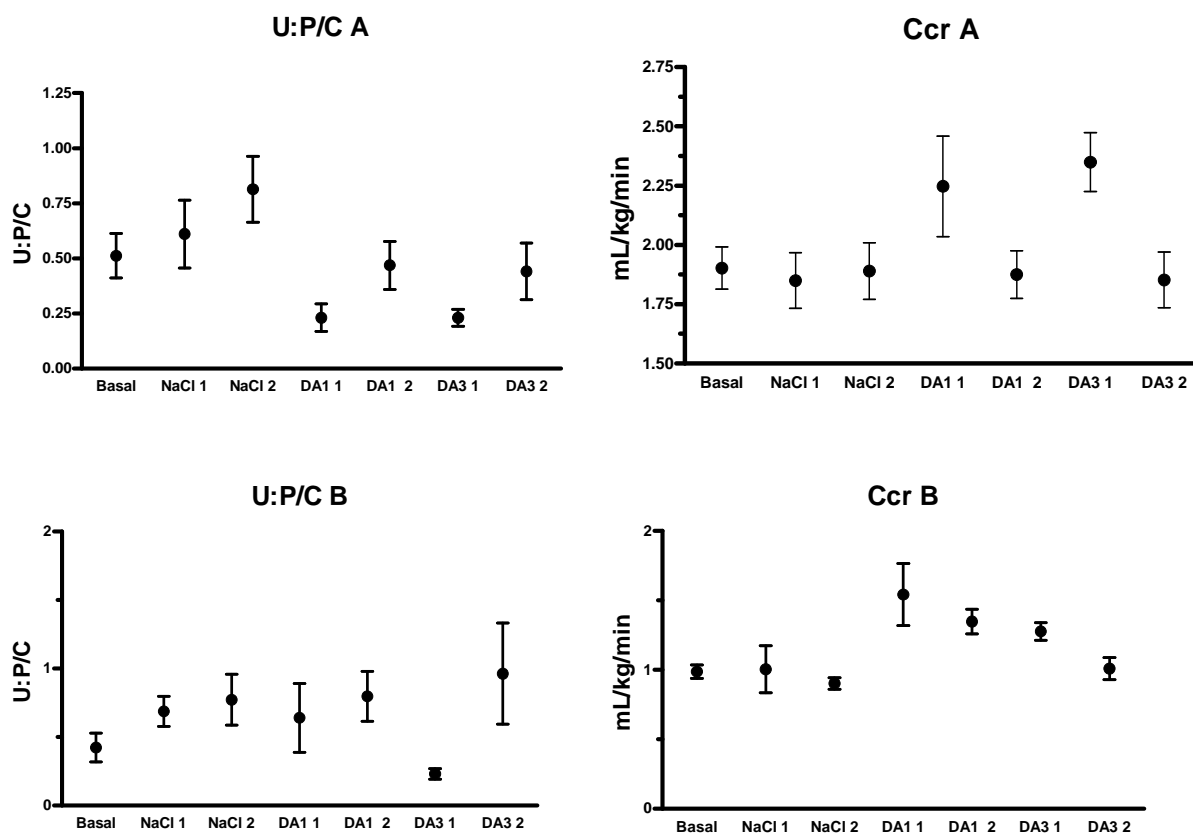 U:P/C A
1.25
1.00
0.75
0.50
0.25
0.00
U:P/C
Basal NaCl 1 NaCl 2 DA1 1 DA1 2 DA3 1 DA3 2
Ccr A
2.75
2.50
2.25
2.00
1.75
1.50
mL/kg/min
Basal NaCl 1 NaCl 2 DA1 1 DA1 2 DA3 1 DA3 2
U:P/C B
2
1
0
U:P/C
Basal NaCl 1 NaCl 2 DA1 1 DA1 2 DA3 1 DA3 2
Ccr B
2
1
0
mL/kg/min
Basal NaCl 1 NaCl 2 DA1 1 DA1 2 DA3 1 DA3 2